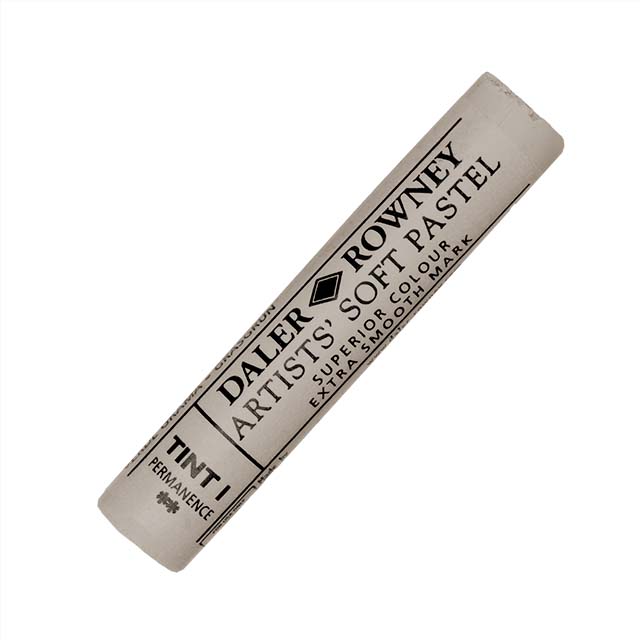 DALER ROWNEY
ARTISTS' SOFT PASTEL
SUPERIOR COLOUR
EXTRA SMOOTH MARK
TINT 1
PERMANENCE
**